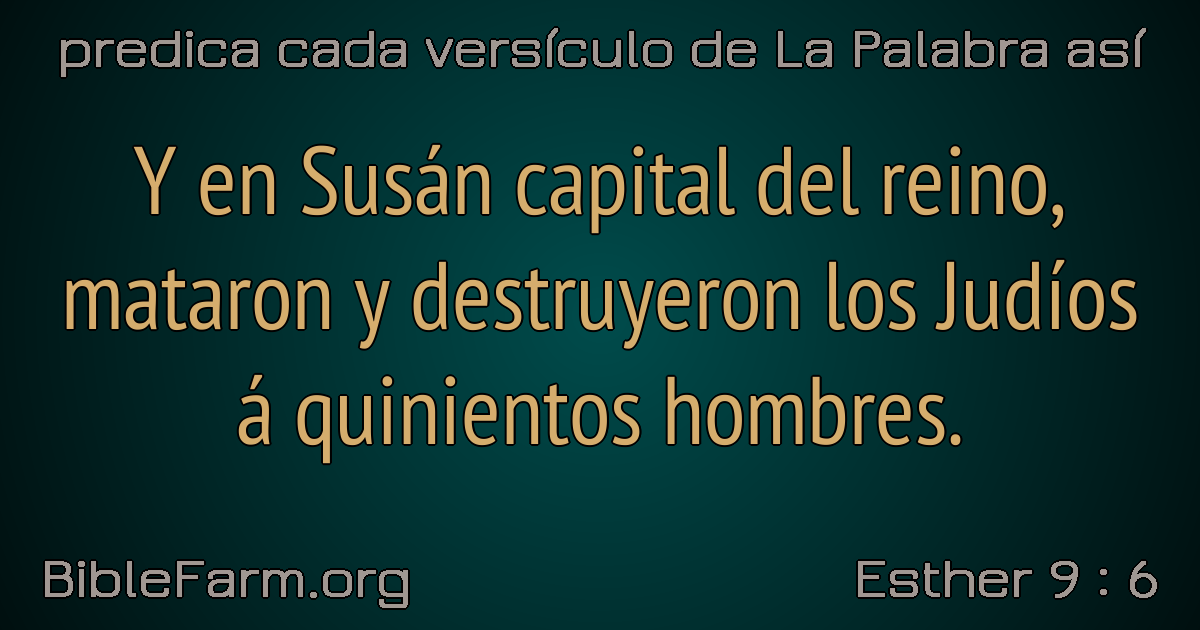 predica cada versículo de La Palabra así
Y en Susán capital del reino,
mataron y destruyeron los Judíos
á quinientos hombres.
BibleFarm.org
Esther 9 : 6